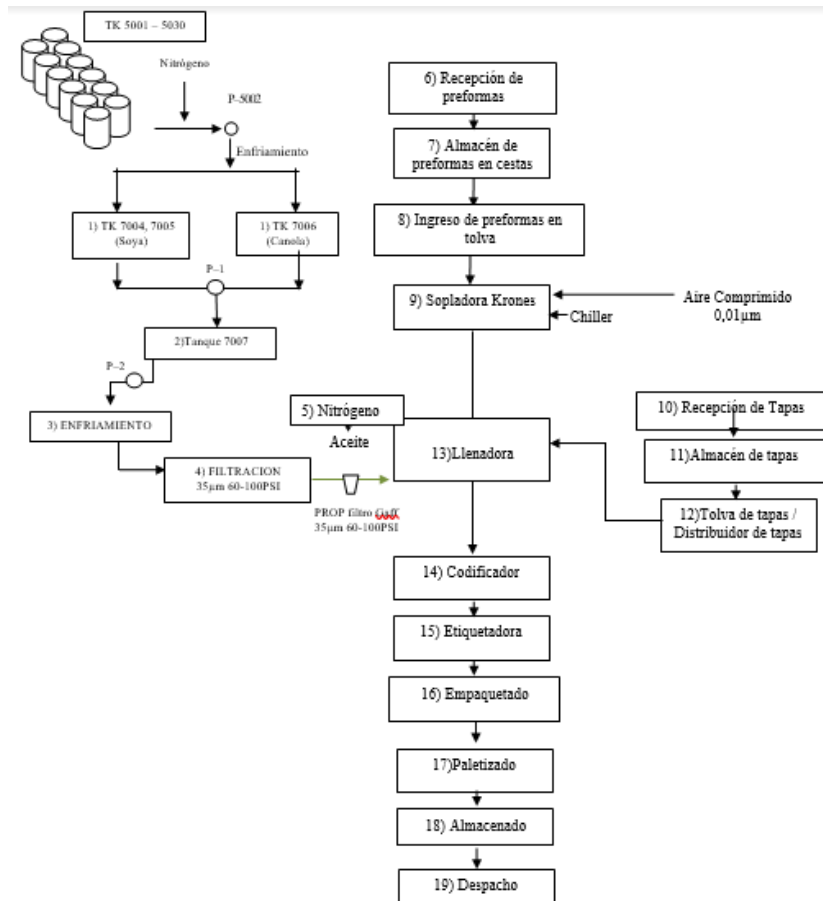 TK 5001 – 5030
Nitrógeno
P-5002
Enfriamiento
1) TK 7004, 7005
(Soya)
1) TK 7006
(Canola)
P-1
2)Tanque 7007
P-2
3) ENFRIAMIENTO
4) FILTRACION
35µm 60-100PSI
PROP filtro Gaff
35µm 60-100PSI
5) Nitrógeno
Aceite
6) Recepción de
preformas
7) Almacén de
preformas en cestas
8) Ingreso de preformas en
tolva
9) Sopladora Krones
Aire Comprimido
0,01µm
Chiller
10) Recepción de Tapas
11)Almacén de tapas
12)Tolva de tapas /
Distribuidor de tapas
13)Llenadora
14) Codificador
15) Etiquetadora
16) Empaquetado
17)Paletizado
18) Almacenado
19) Despacho